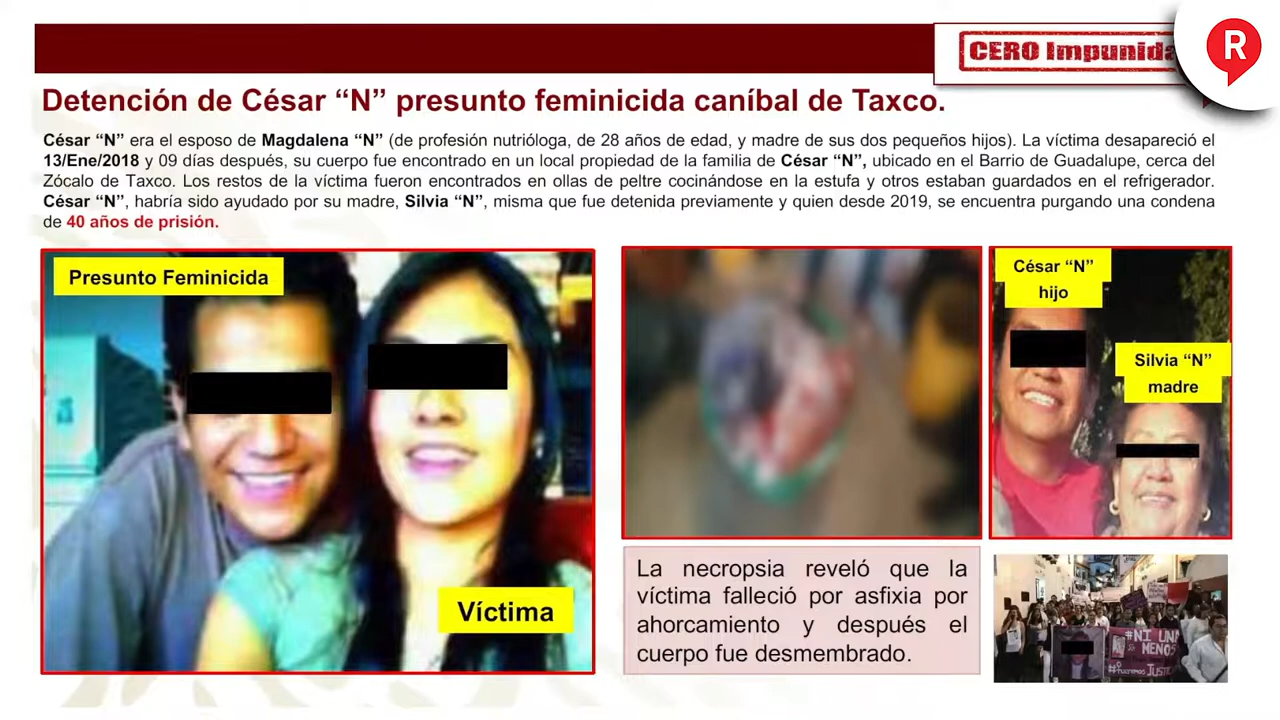 CERO Impunida
R
Detención de César “N” presunto feminicida caníbal de Taxco.
César “N” era el esposo de Magdalena “N” (de profesión nutrióloga, de 28 años de edad, y madre de sus dos pequeños hijos). La víctima desapareció el
13/Ene/2018 y 09 días después, su cuerpo fue encontrado en un local propiedad de la familia de César “N”, ubicado en el Barrio de Guadalupe, cerca del
Zócalo de Taxco. Los restos de la víctima fueron encontrados en ollas de peltre cocinándose en la estufa y otros estaban guardados en el refrigerador.
César “N”, habría sido ayudado por su madre, Silvia “N”, misma que fue detenida previamente y quien desde 2019, se encuentra purgando una condena
de 40 años de prisión.
Presunto Feminicida
Víctima
César “N”
hijo
Silvia “N”
madre
La necropsia reveló que la
víctima falleció por asfixia por
ahorcamiento y después el
cuerpo fue desmembrado.
#NI UNA
MENOS